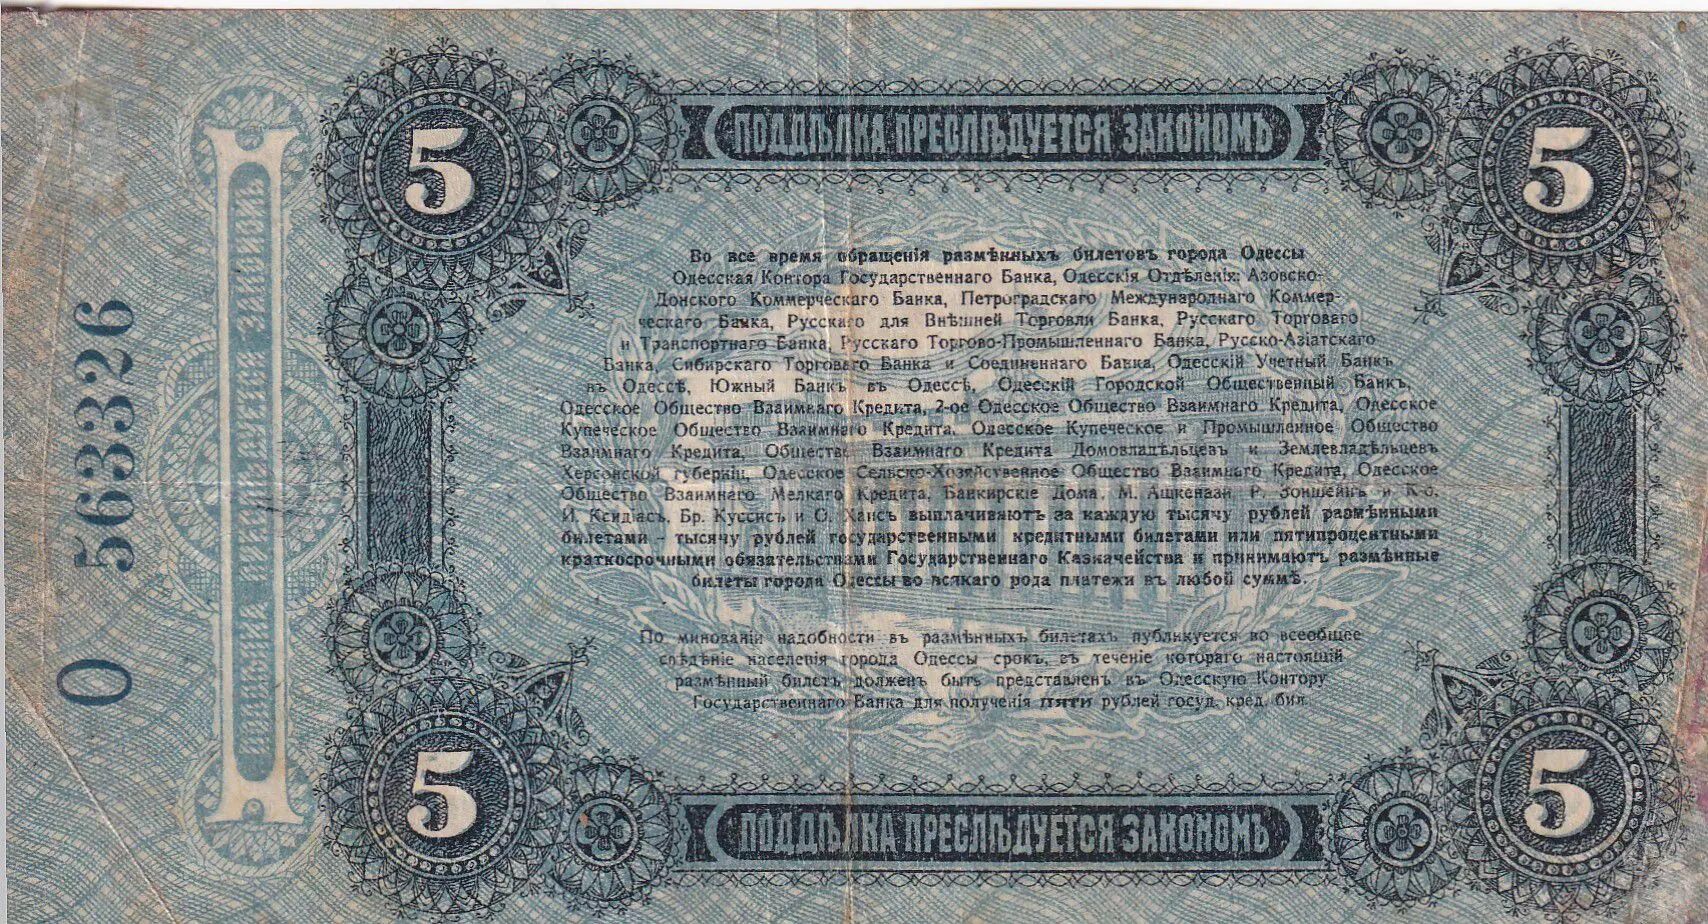 ПОДДѢЛКА ПРЕСЛѢДУЕТСЯ ЗАКОНОМЪ
5
5
О 563326
Во все время обращенія размѣнныхъ билетовъ города Одессы
Одесская Контора Государственнаго Банка, Одесскія Отдѣленія: Азовско-
Донского Коммерческаго Банка, Петроградскаго Международнаго Коммер-
ческаго Банка, Русскаго для Внѣшней Торговли Банка, Русскаго Торговаго
и Транспортнаго Банка, Русскаго Торгово-Промышленнаго Банка, Русско-Азіатскаго
Банка, Сибирскаго Торговаго Банка и Соединеннаго Банка, Одесскій Учетный Банкъ
въ Одессѣ, Южный Банкъ въ Одессѣ, Одесскій Городской Общественный Банкъ,
Одесское Общество Взаимнаго Кредита, 2-ое Одесское Общество Взаимнаго Кредита, Одесское
Купеческое Общество Взаимнаго Кредита, Одесское Купеческое и Промышленное Общество
Взаимнаго Кредита, Общество Взаимнаго Кредита Домовладѣльцевъ и Землевладѣльцевъ
Херсонской губерніи, Одесское Сельско-Хозяйственное Общество Взаимнаго Кредита, Одесское
Общество Взаимнаго Мелкаго Кредита, Банкирскіе Дома, М. Ашкенази, Р. Зоншейнъ и К-о,
И. Ксидіасъ, Бр. Куссисъ и О. Хаисъ выплачиваютъ за каждую тысячу рублей размѣнными
билетами - тысячу рублей государственными кредитными билетами или пятипроцентными
краткосрочными обязательствами Государственнаго Казначейства и принимаютъ размѣнные
билеты города Одессы во всякаго рода платежи въ любой суммѣ.
По минованіи надобности въ размѣнныхъ билетахъ публикуется во всеобщее
свѣдѣніе населенія города Одессы срокъ, въ теченіе котораго настоящій
размѣнный билетъ долженъ быть представленъ въ Одесскую Контору
Государственнаго Банка для полученія пяти рублей госуд. кред. бил.
5
5
ПОДДѢЛКА ПРЕСЛѢДУЕТСЯ ЗАКОНОМЪ